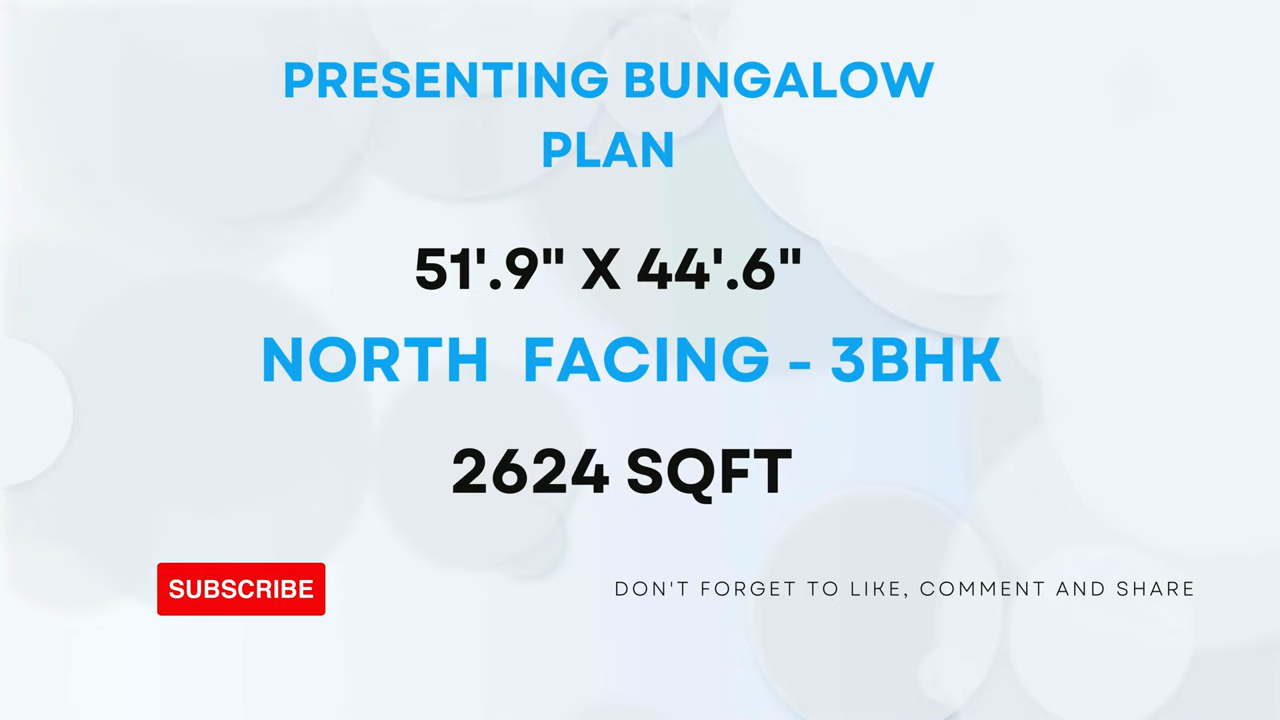 PRESENTING BUNGALOW
PLAN
51'.9" X 44'.6"
NORTH FACING - 3BHK
2624 SQFT
SUBSCRIBE
DON'T FORGET TO LIKE, COMMENT AND SHARE